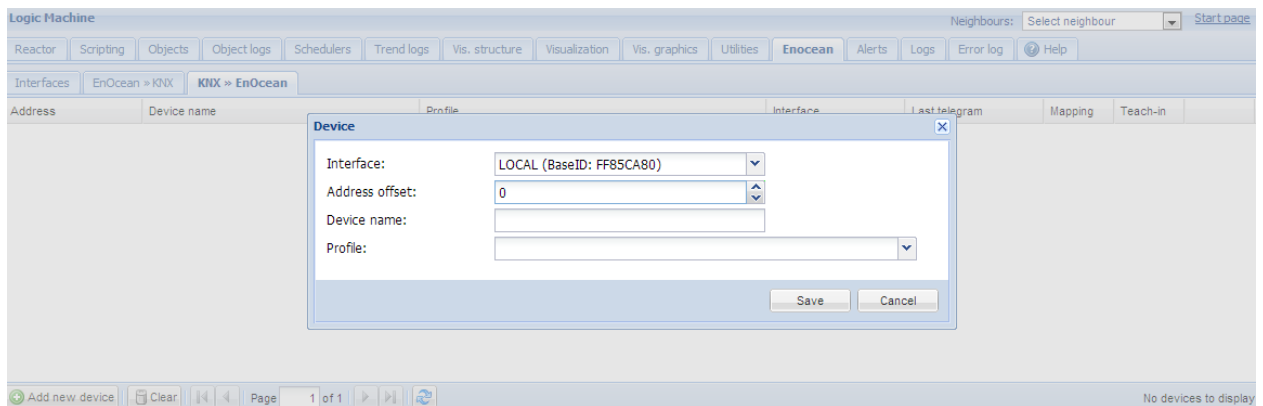 Logic Machine Neighbours: Select neighbour Start page
Reactor Scripting Objects Object logs Schedulers Trend logs Vis. structure Visualization Vis. graphics Utilities Enocean Alerts Logs Error log Help
Interfaces EnOcean » KNX KNX » EnOcean
Address Device name Profile Interface Last telegram Mapping Teach-in
Device
Interface: LOCAL (BaseID: FF85CA80)
Address offset: 0
Device name:
Profile:
Save Cancel
Add new device Clear Page 1 of 1 No devices to display